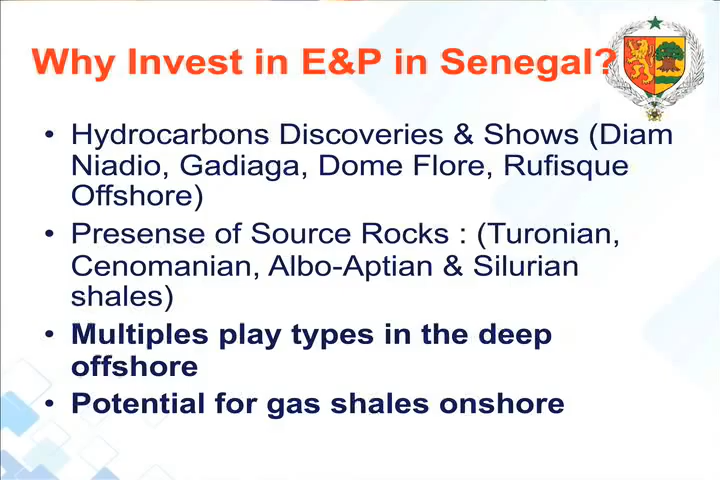 Why Invest in E&P in Senegal?
• Hydrocarbons Discoveries & Shows (Diam
Niadio, Gadiaga, Dome Flore, Rufisque
Offshore)
• Presense of Source Rocks : (Turonian,
Cenomanian, Albo-Aptian & Silurian
shales)
• Multiples play types in the deep
offshore
• Potential for gas shales onshore